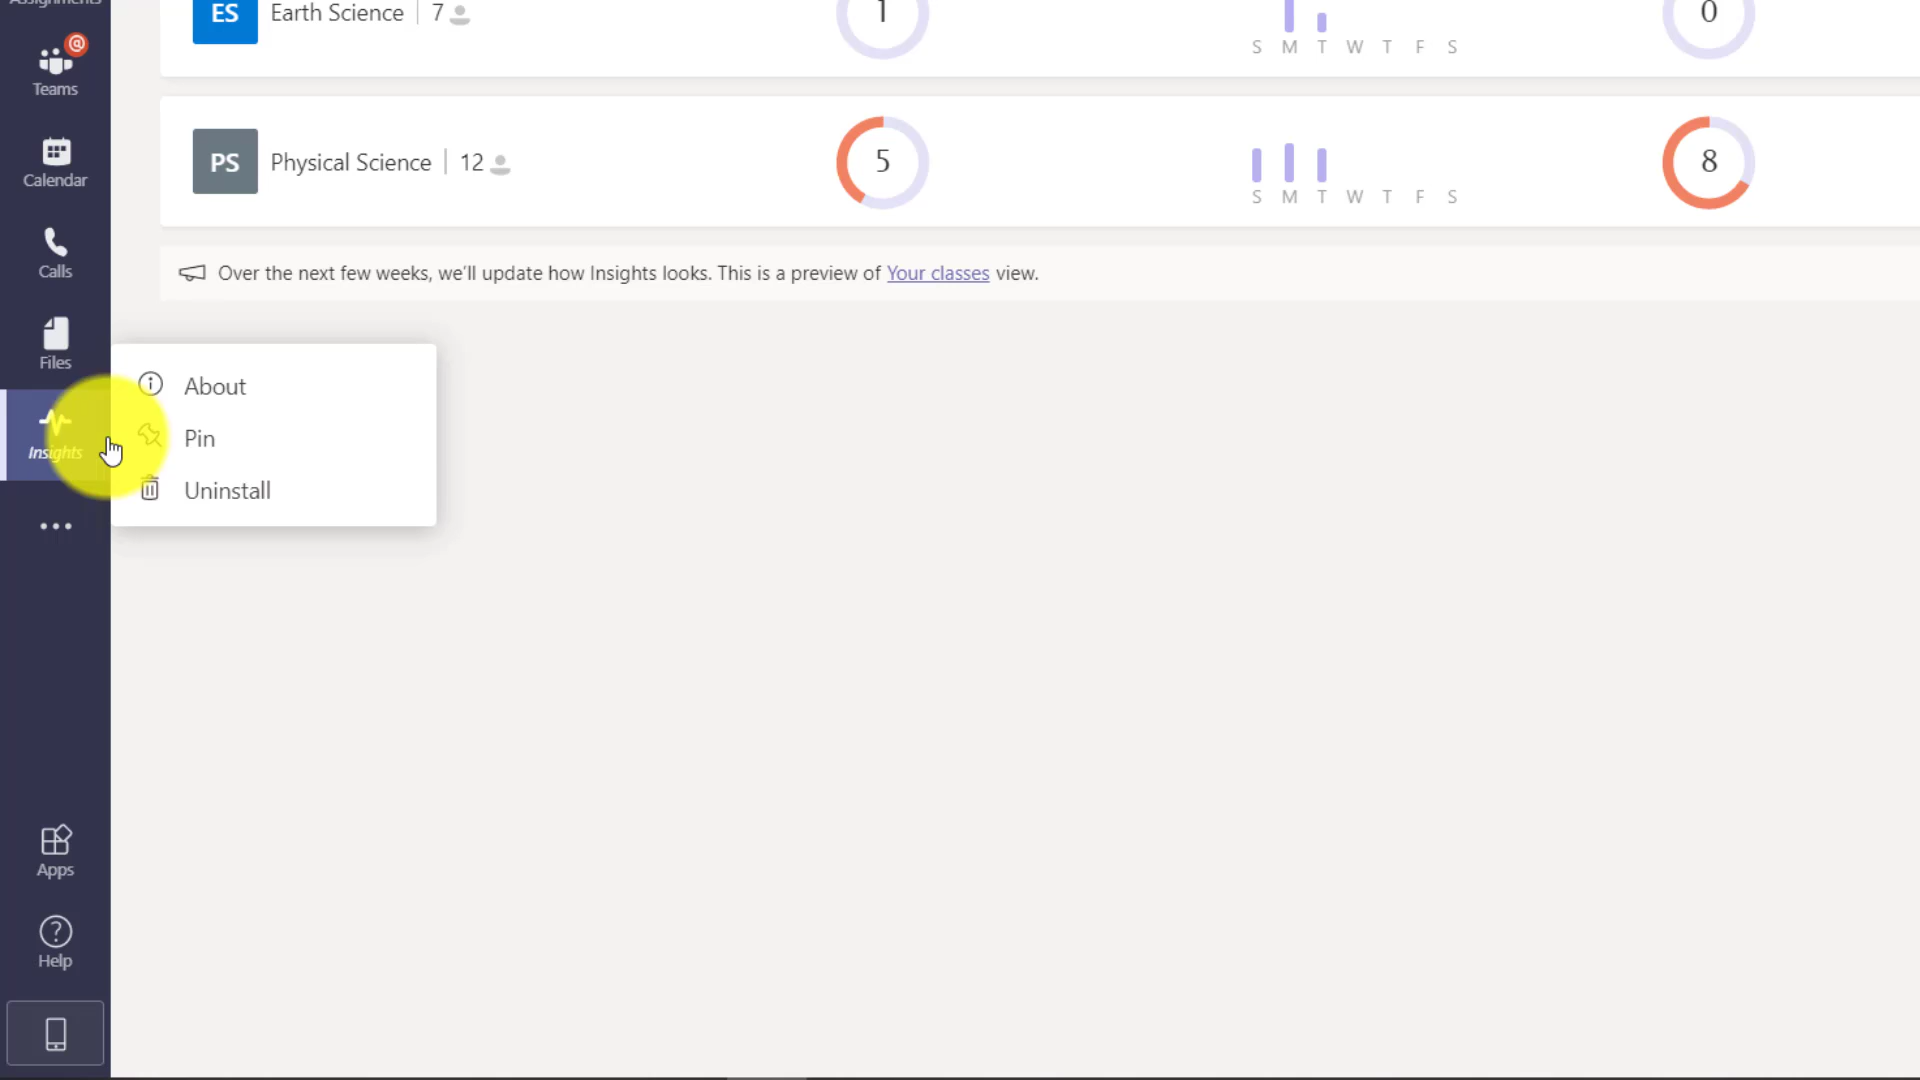 Assignments
ES Earth Science 7 1 0
S M T W T F S
Teams
PS Physical Science 12 5 8
S M T W T F S
Calendar
Calls
Over the next few weeks, we'll update how Insights looks. This is a preview of Your classes view.
Files
About
Insights
Pin
Uninstall
Apps
Help